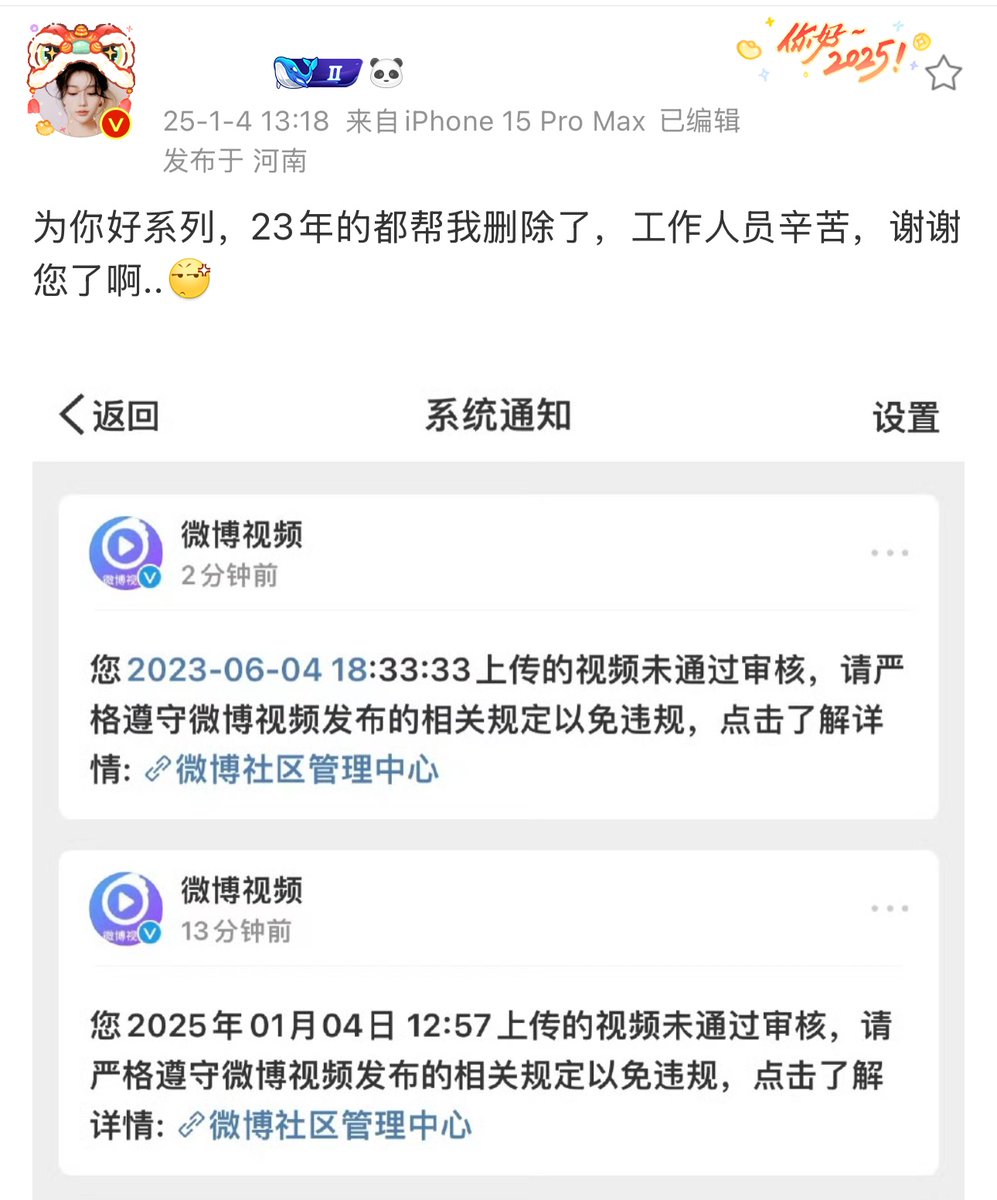 你好~
2025!
II
25-1-4 13:18 来自iPhone 15 Pro Max 已编辑
发布于 河南
为你好系列，23年的都帮我删除了，工作人员辛苦，谢谢
您了啊..
返回 系统通知 设置
微博视频
微博视
2分钟前
您2023-06-04 18:33:33上传的视频未通过审核，请严
格遵守微博视频发布的相关规定以免违规，点击了解详
情: 微博社区管理中心
微博视频
微博视
13分钟前
您2025年01月04日 12:57上传的视频未通过审核，请
严格遵守微博视频发布的相关规定以免违规，点击了解
详情: 微博社区管理中心